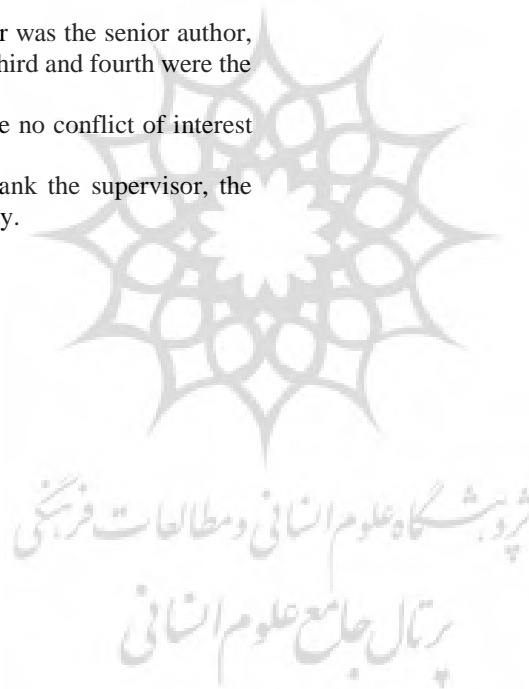 r was the senior author,
hird and fourth were the
e no conflict of interest
ank the supervisor, the
y.
پژوهشگاه علوم انسانی و مطالعات فرهنگی
پرتال جامع علوم انسانی